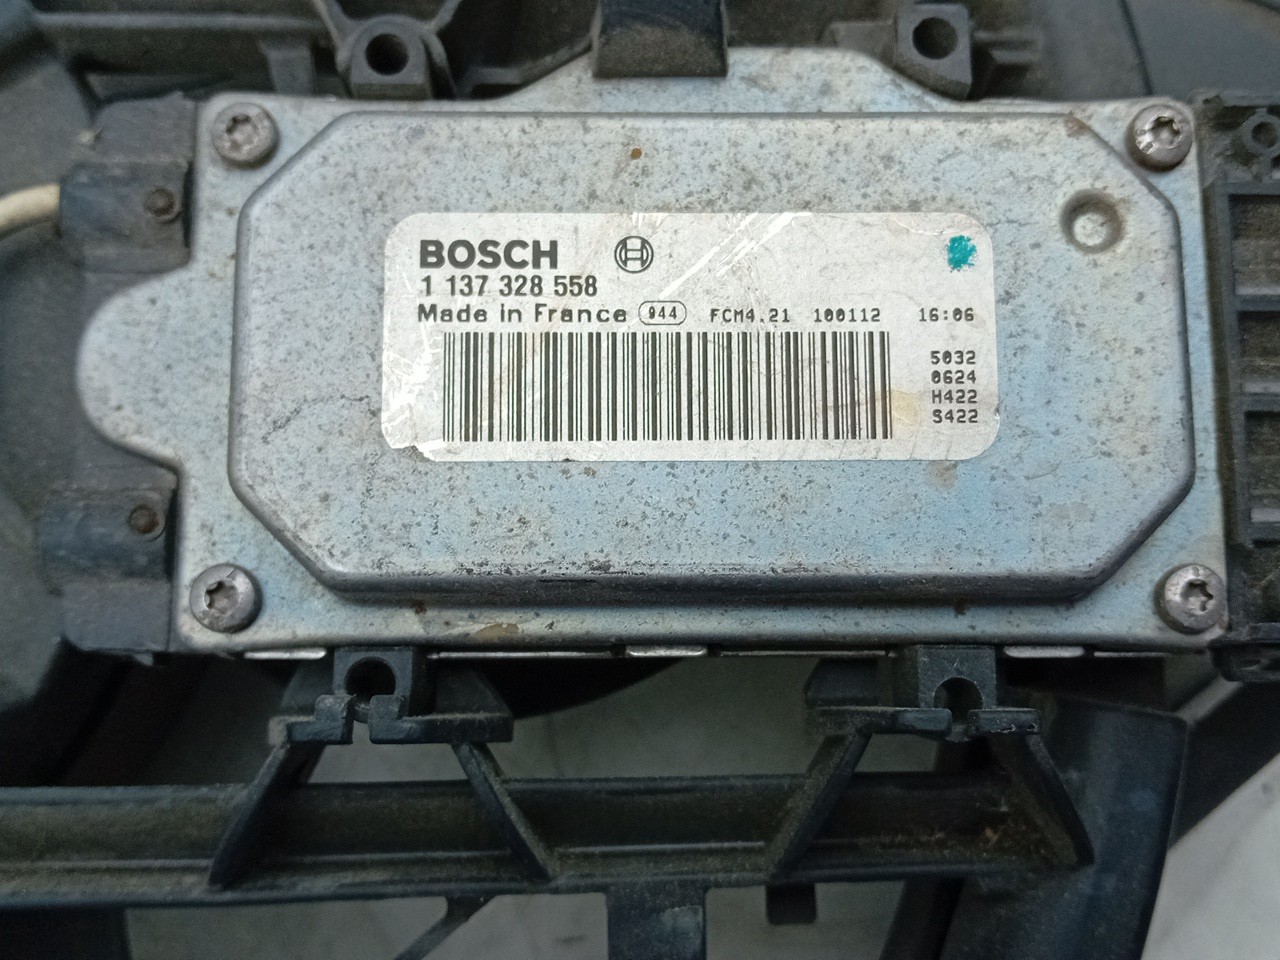 BOSCH
1 137 328 558
Made in France 944 FCM4.21 100112 16:06
5032
0624
H422
S422